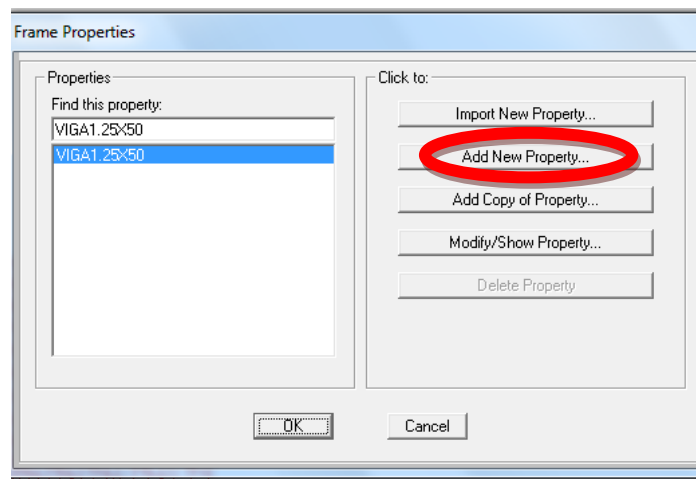 Frame Properties
Properties
Find this property:
VIGA1.25X50
VIGA1.25X50
Click to:
Import New Property...
Add New Property...
Add Copy of Property...
Modify/Show Property...
Delete Property
OK
Cancel